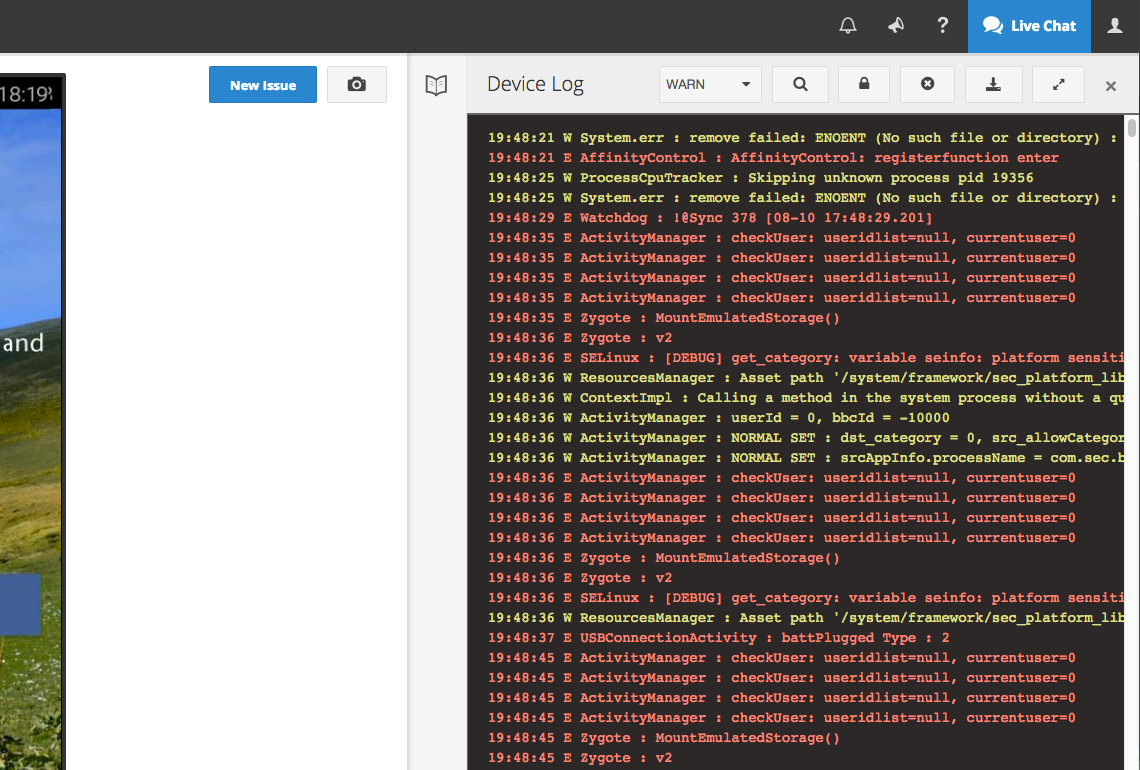 ? Live Chat
18:19
New Issue
Device Log WARN
and
19:48:21 W System.err : remove failed: ENOENT (No such file or directory) :
19:48:21 E AffinityControl : AffinityControl: registerfunction enter
19:48:25 W ProcessCpuTracker : Skipping unknown process pid 19356
19:48:25 W System.err : remove failed: ENOENT (No such file or directory) :
19:48:29 E Watchdog : !@Sync 378 [08-10 17:48:29.201]
19:48:35 E ActivityManager : checkUser: useridlist=null, currentuser=0
19:48:35 E ActivityManager : checkUser: useridlist=null, currentuser=0
19:48:35 E ActivityManager : checkUser: useridlist=null, currentuser=0
19:48:35 E ActivityManager : checkUser: useridlist=null, currentuser=0
19:48:35 E Zygote : MountEmulatedStorage()
19:48:36 E Zygote : v2
19:48:36 E SELinux : [DEBUG] get_category: variable seinfo: platform sensiti
19:48:36 W ResourcesManager : Asset path '/system/framework/sec_platform_lib
19:48:36 W ContextImpl : Calling a method in the system process without a qu
19:48:36 W ActivityManager : userId = 0, bbcId = -10000
19:48:36 W ActivityManager : NORMAL SET : dst_category = 0, src_allowCategor
19:48:36 W ActivityManager : NORMAL SET : srcAppInfo.processName = com.sec.b
19:48:36 E ActivityManager : checkUser: useridlist=null, currentuser=0
19:48:36 E ActivityManager : checkUser: useridlist=null, currentuser=0
19:48:36 E ActivityManager : checkUser: useridlist=null, currentuser=0
19:48:36 E ActivityManager : checkUser: useridlist=null, currentuser=0
19:48:36 E Zygote : MountEmulatedStorage()
19:48:36 E Zygote : v2
19:48:36 E SELinux : [DEBUG] get_category: variable seinfo: platform sensiti
19:48:36 W ResourcesManager : Asset path '/system/framework/sec_platform_lib
19:48:37 E USBConnectionActivity : battPlugged Type : 2
19:48:45 E ActivityManager : checkUser: useridlist=null, currentuser=0
19:48:45 E ActivityManager : checkUser: useridlist=null, currentuser=0
19:48:45 E ActivityManager : checkUser: useridlist=null, currentuser=0
19:48:45 E ActivityManager : checkUser: useridlist=null, currentuser=0
19:48:45 E Zygote : MountEmulatedStorage()
19:48:45 E Zygote : v2